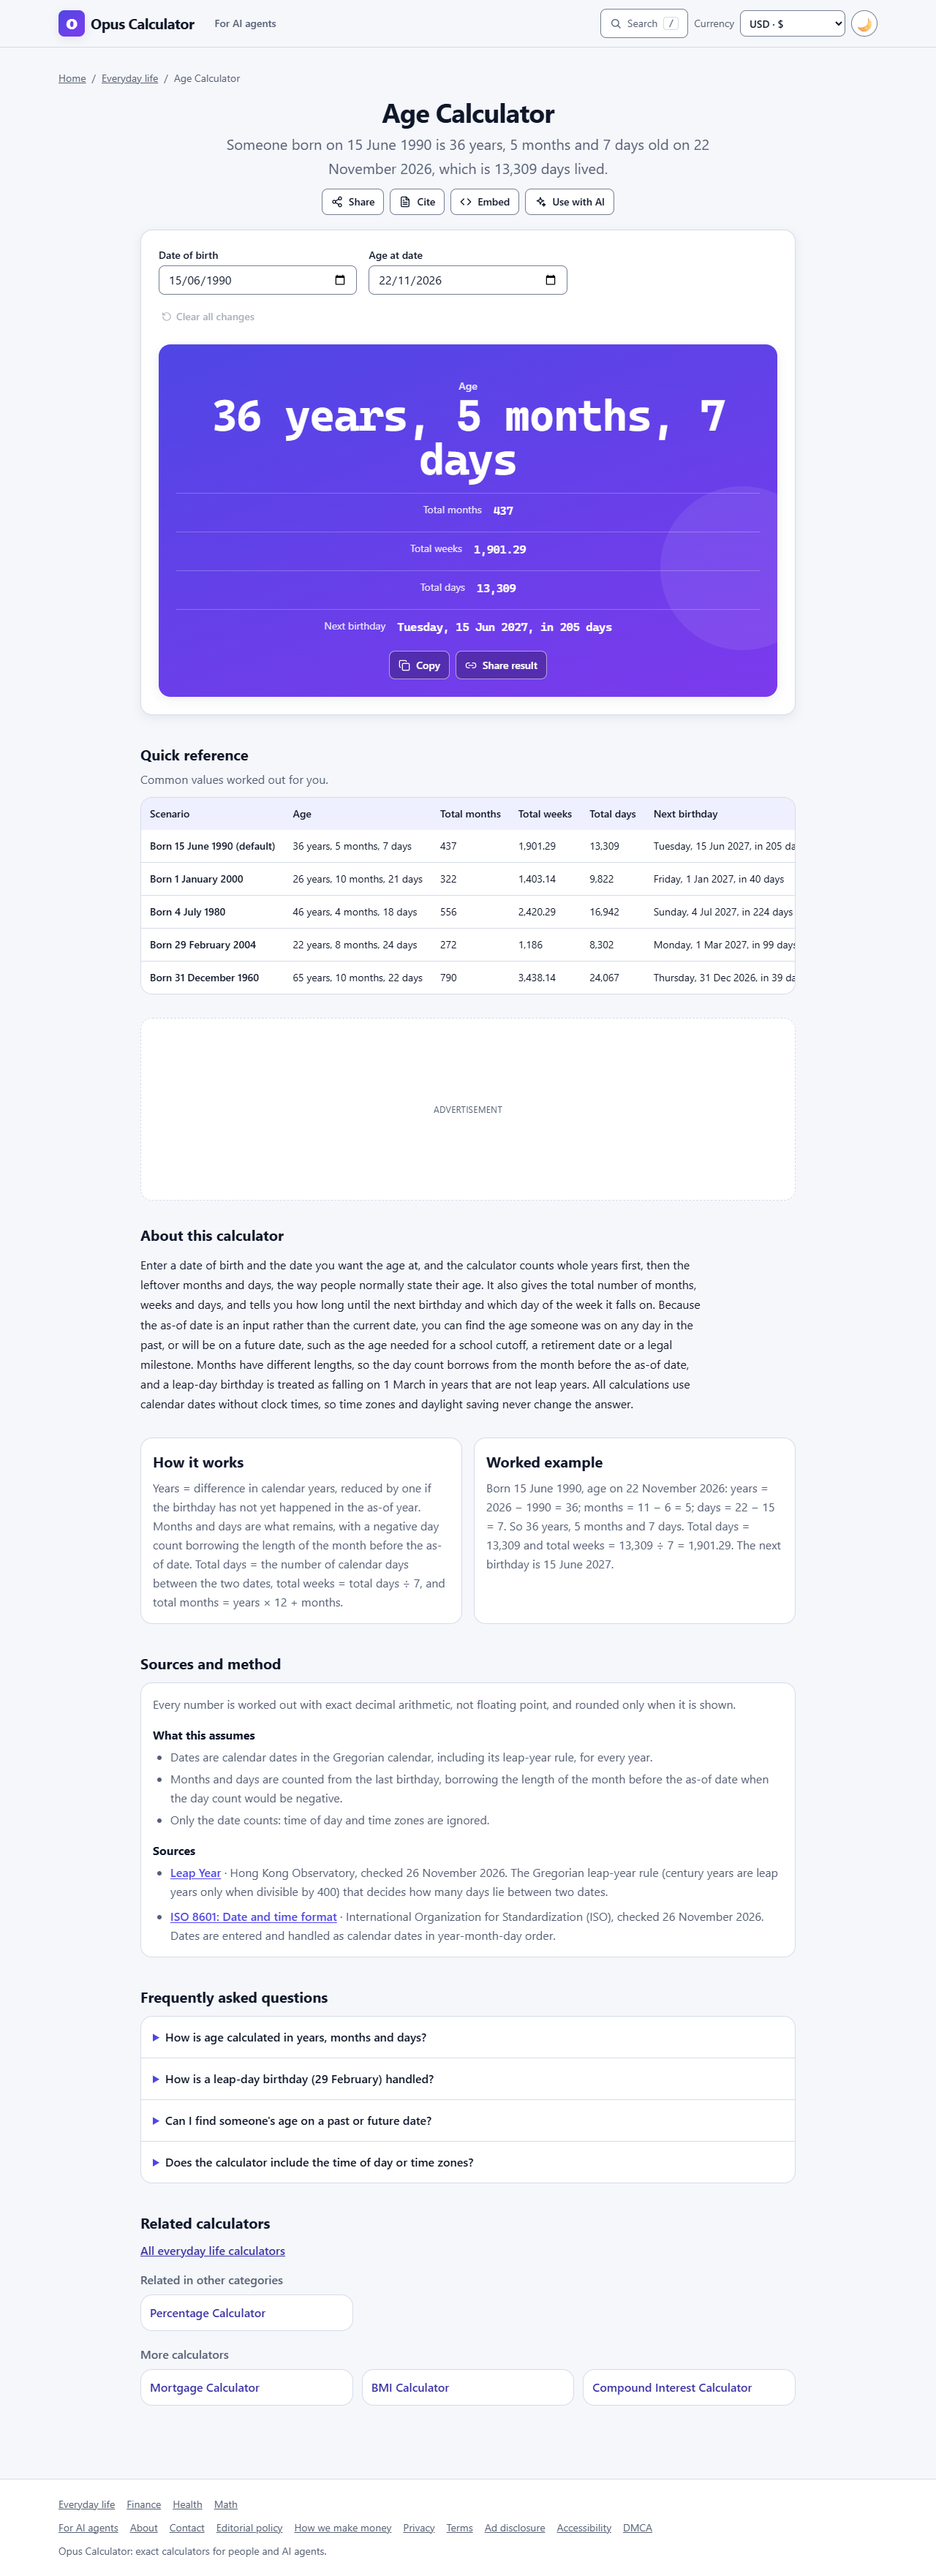 O Opus Calculator For AI agents Search / Currency USD · $
Home / Everyday life / Age Calculator
Age Calculator
Someone born on 15 June 1990 is 36 years, 5 months and 7 days old on 22
November 2026, which is 13,309 days lived.
Share Cite Embed Use with AI
Date of birth Age at date
15/06/1990 22/11/2026
Clear all changes
Age
36 years, 5 months, 7
days
Total months 437
Total weeks 1,901.29
Total days 13,309
Next birthday Tuesday, 15 Jun 2027, in 205 days
Copy Share result
Quick reference
Common values worked out for you.
Scenario Age Total months Total weeks Total days Next birthday
Born 15 June 1990 (default) 36 years, 5 months, 7 days 437 1,901.29 13,309 Tuesday, 15 Jun 2027, in 205 da
Born 1 January 2000 26 years, 10 months, 21 days 322 1,403.14 9,822 Friday, 1 Jan 2027, in 40 days
Born 4 July 1980 46 years, 4 months, 18 days 556 2,420.29 16,942 Sunday, 4 Jul 2027, in 224 days
Born 29 February 2004 22 years, 8 months, 24 days 272 1,186 8,302 Monday, 1 Mar 2027, in 99 days
Born 31 December 1960 65 years, 10 months, 22 days 790 3,438.14 24,067 Thursday, 31 Dec 2026, in 39 da
ADVERTISEMENT
About this calculator
Enter a date of birth and the date you want the age at, and the calculator counts whole years first, then the
leftover months and days, the way people normally state their age. It also gives the total number of months,
weeks and days, and tells you how long until the next birthday and which day of the week it falls on. Because
the as-of date is an input rather than the current date, you can find the age someone was on any day in the
past, or will be on a future date, such as the age needed for a school cutoff, a retirement date or a legal
milestone. Months have different lengths, so the day count borrows from the month before the as-of date,
and a leap-day birthday is treated as falling on 1 March in years that are not leap years. All calculations use
calendar dates without clock times, so time zones and daylight saving never change the answer.
How it works
Years = difference in calendar years, reduced by one if
the birthday has not yet happened in the as-of year.
Months and days are what remains, with a negative day
count borrowing the length of the month before the as-
of date. Total days = the number of calendar days
between the two dates, total weeks = total days ÷ 7, and
total months = years × 12 + months.
Worked example
Born 15 June 1990, age on 22 November 2026: years =
2026 − 1990 = 36; months = 11 − 6 = 5; days = 22 − 15
= 7. So 36 years, 5 months and 7 days. Total days =
13,309 and total weeks = 13,309 ÷ 7 = 1,901.29. The next
birthday is 15 June 2027.
Sources and method
Every number is worked out with exact decimal arithmetic, not floating point, and rounded only when it is shown.
What this assumes
• Dates are calendar dates in the Gregorian calendar, including its leap-year rule, for every year.
• Months and days are counted from the last birthday, borrowing the length of the month before the as-of date when
the day count would be negative.
• Only the date counts: time of day and time zones are ignored.
Sources
• Leap Year · Hong Kong Observatory, checked 26 November 2026. The Gregorian leap-year rule (century years are leap
years only when divisible by 400) that decides how many days lie between two dates.
• ISO 8601: Date and time format · International Organization for Standardization (ISO), checked 26 November 2026.
Dates are entered and handled as calendar dates in year-month-day order.
Frequently asked questions
How is age calculated in years, months and days?
How is a leap-day birthday (29 February) handled?
Can I find someone's age on a past or future date?
Does the calculator include the time of day or time zones?
Related calculators
All everyday life calculators
Related in other categories
Percentage Calculator
More calculators
Mortgage Calculator BMI Calculator Compound Interest Calculator
Everyday life Finance Health Math
For AI agents About Contact Editorial policy How we make money Privacy Terms Ad disclosure Accessibility DMCA
Opus Calculator: exact calculators for people and AI agents.